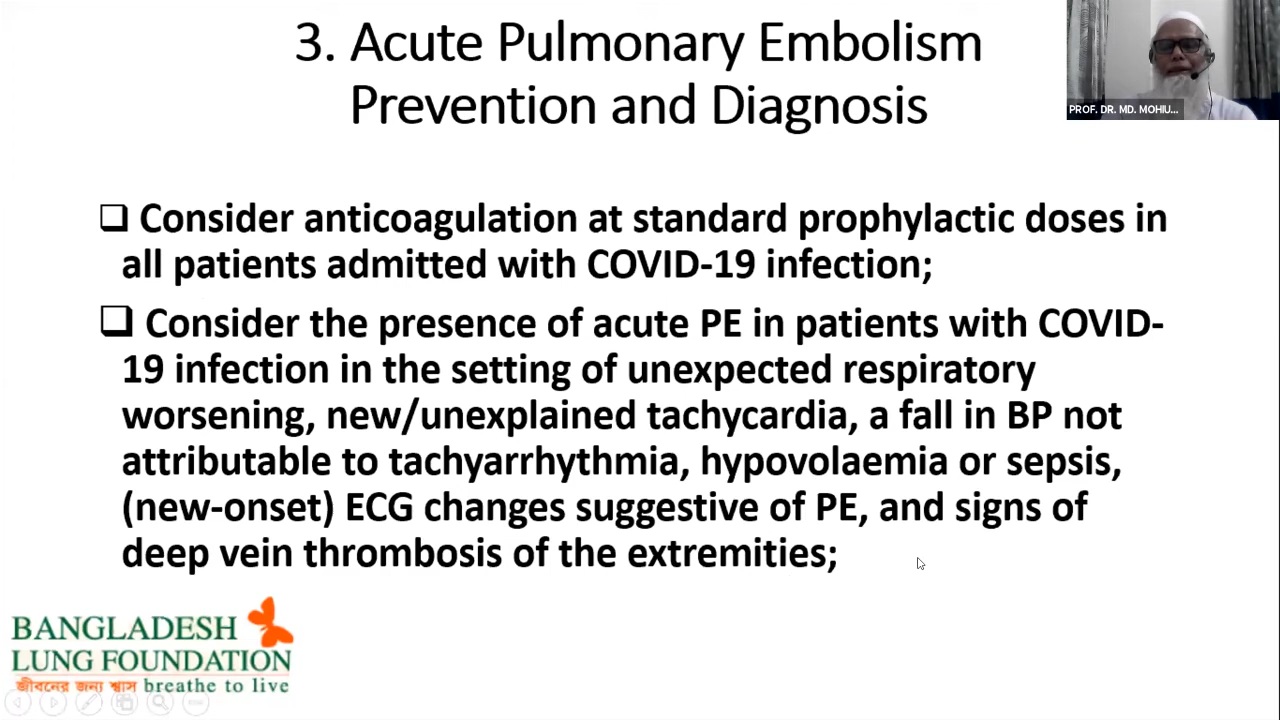 3. Acute Pulmonary Embolism
Prevention and Diagnosis
PROF. DR. MD. MOHIU...
Consider anticoagulation at standard prophylactic doses in
all patients admitted with COVID-19 infection;
Consider the presence of acute PE in patients with COVID-
19 infection in the setting of unexpected respiratory
worsening, new/unexplained tachycardia, a fall in BP not
attributable to tachyarrhythmia, hypovolaemia or sepsis,
(new-onset) ECG changes suggestive of PE, and signs of
deep vein thrombosis of the extremities;
BANGLADESH
LUNG FOUNDATION
জীবনের জন্য শ্বাস breathe to live